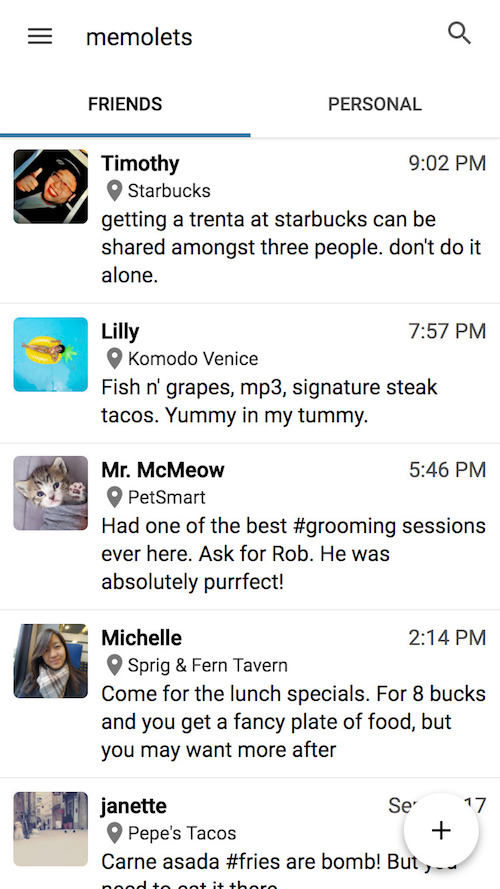 memolets
FRIENDS PERSONAL
Timothy 9:02 PM
Starbucks
getting a trenta at starbucks can be
shared amongst three people. don't do it
alone.
Lilly 7:57 PM
Komodo Venice
Fish n' grapes, mp3, signature steak
tacos. Yummy in my tummy.
Mr. McMeow 5:46 PM
PetSmart
Had one of the best #grooming sessions
ever here. Ask for Rob. He was
absolutely purrfect!
Michelle 2:14 PM
Sprig & Fern Tavern
Come for the lunch specials. For 8 bucks
and you get a fancy plate of food, but
you may want more after
janette 17
Pepe's Tacos
Carne asada #fries are bomb! But you
need to eat it there